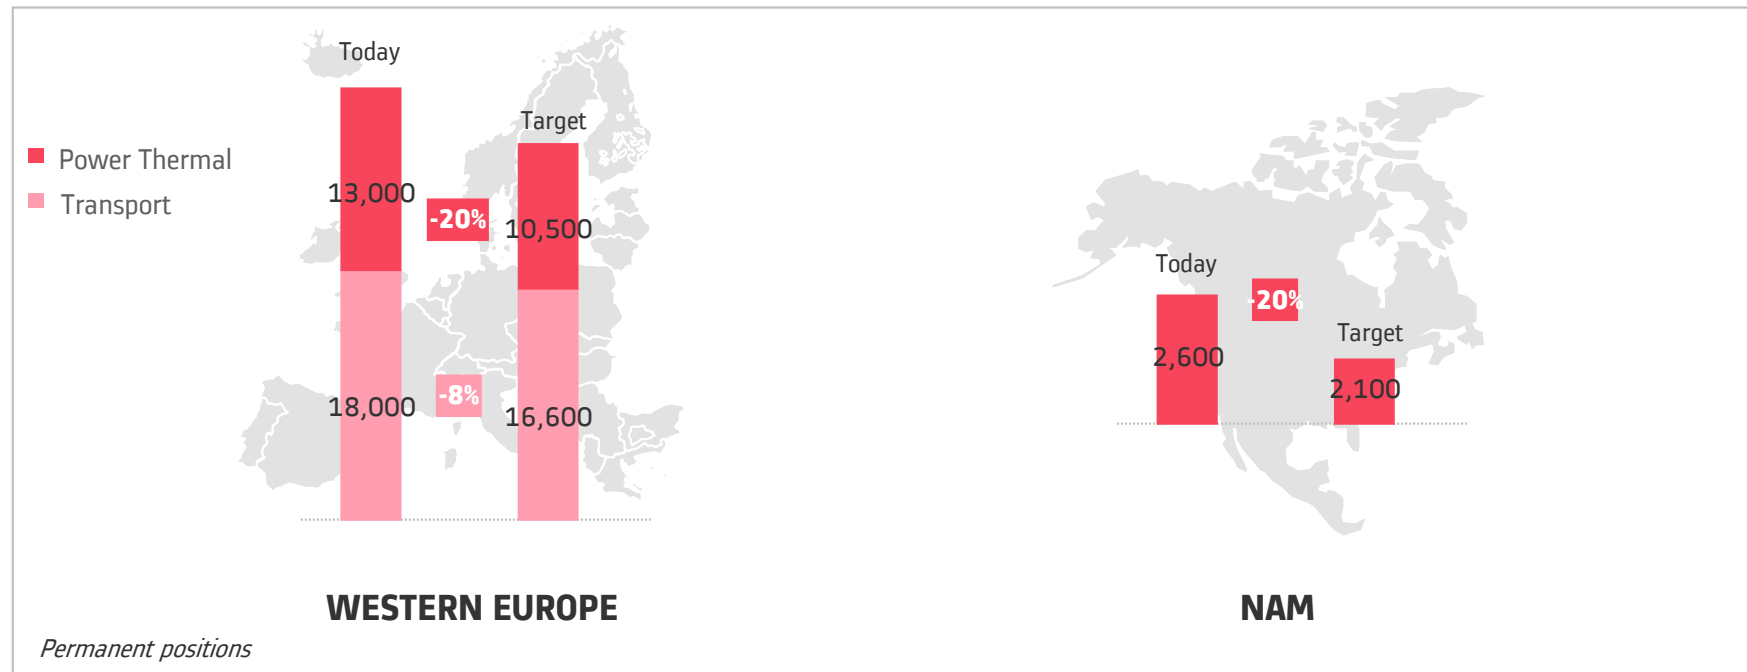 Today
Target
Power Thermal
Transport
13,000
-20%
10,500
18,000
-8%
16,600
WESTERN EUROPE
Today
-20%
Target
2,600
2,100
NAM
Permanent positions